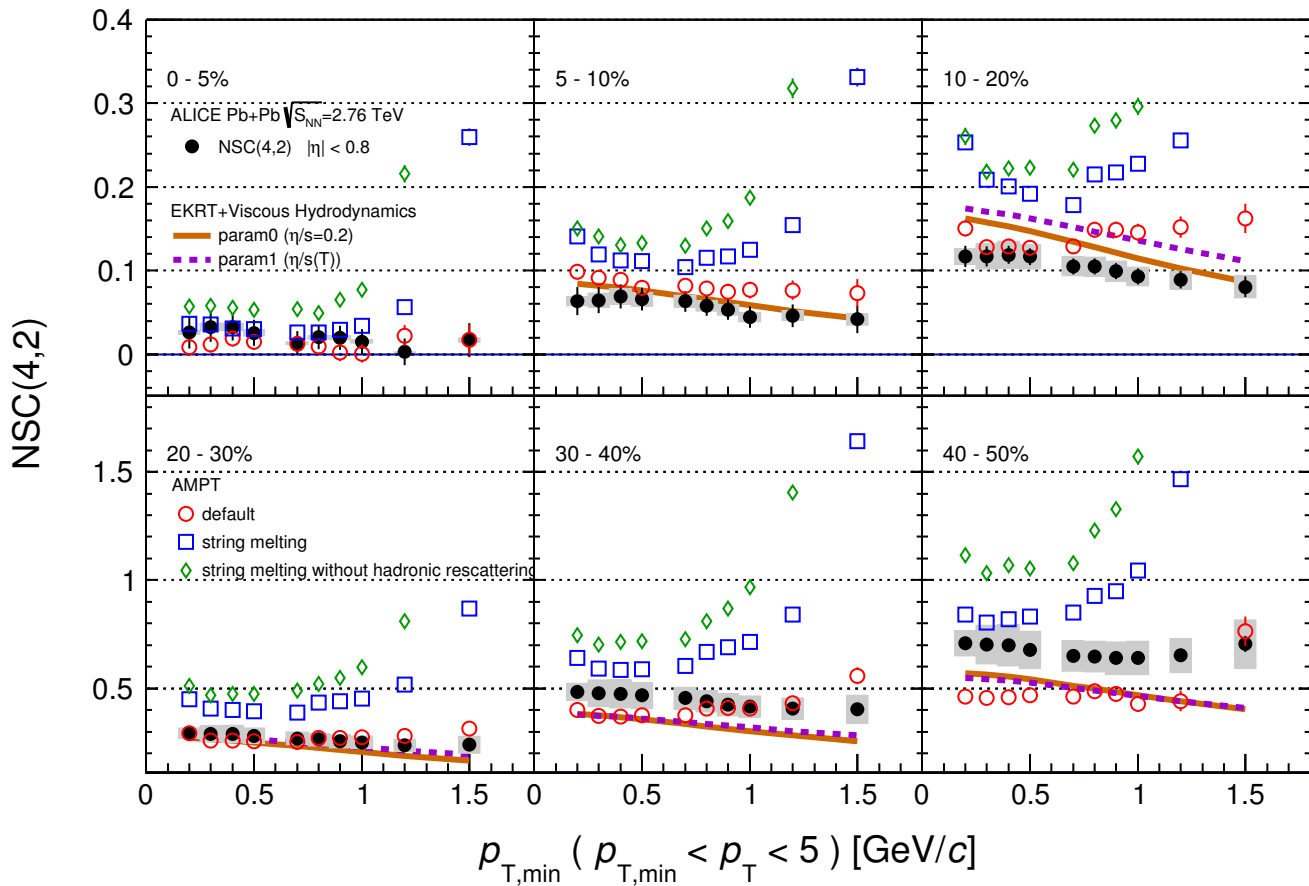 NSC(4,2)
0.4
0.3
0.2
0.1
0
0 - 5%
5 - 10%
10 - 20%
ALICE Pb+Pb √S_NN=2.76 TeV
NSC(4,2) |η| < 0.8
EKRT+Viscous Hydrodynamics
param0 (η/s=0.2)
param1 (η/s(T))
1.5
1
0.5
20 - 30%
30 - 40%
40 - 50%
AMPT
default
string melting
string melting without hadronic rescattering
0 0.5 1 1.5 0 0.5 1 1.5 0 0.5 1 1.5
p_T,min ( p_T,min < p_T < 5 ) [GeV/c]